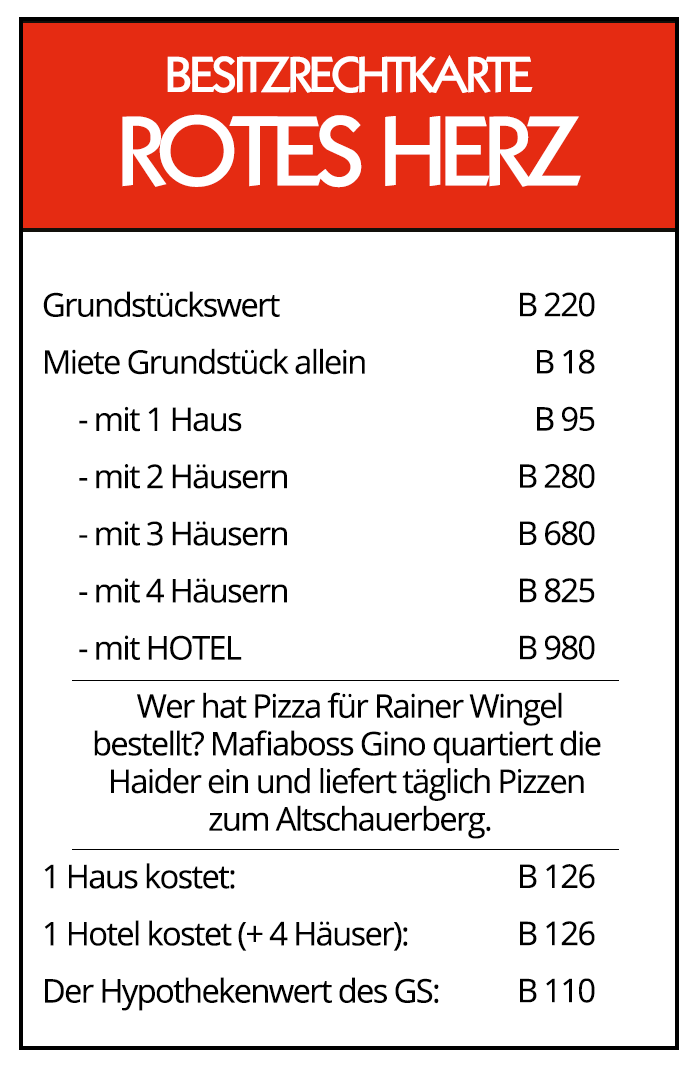 BESITZRECHTKARTE
ROTES HERZ
Grundstückswert B 220
Miete Grundstück allein B 18
- mit 1 Haus B 95
- mit 2 Häusern B 280
- mit 3 Häusern B 680
- mit 4 Häusern B 825
- mit HOTEL B 980
Wer hat Pizza für Rainer Wingel
bestellt? Mafiaboss Gino quartiert die
Haider ein und liefert täglich Pizzen
zum Altschauerberg.
1 Haus kostet: B 126
1 Hotel kostet (+ 4 Häuser): B 126
Der Hypothekenwert des GS: B 110